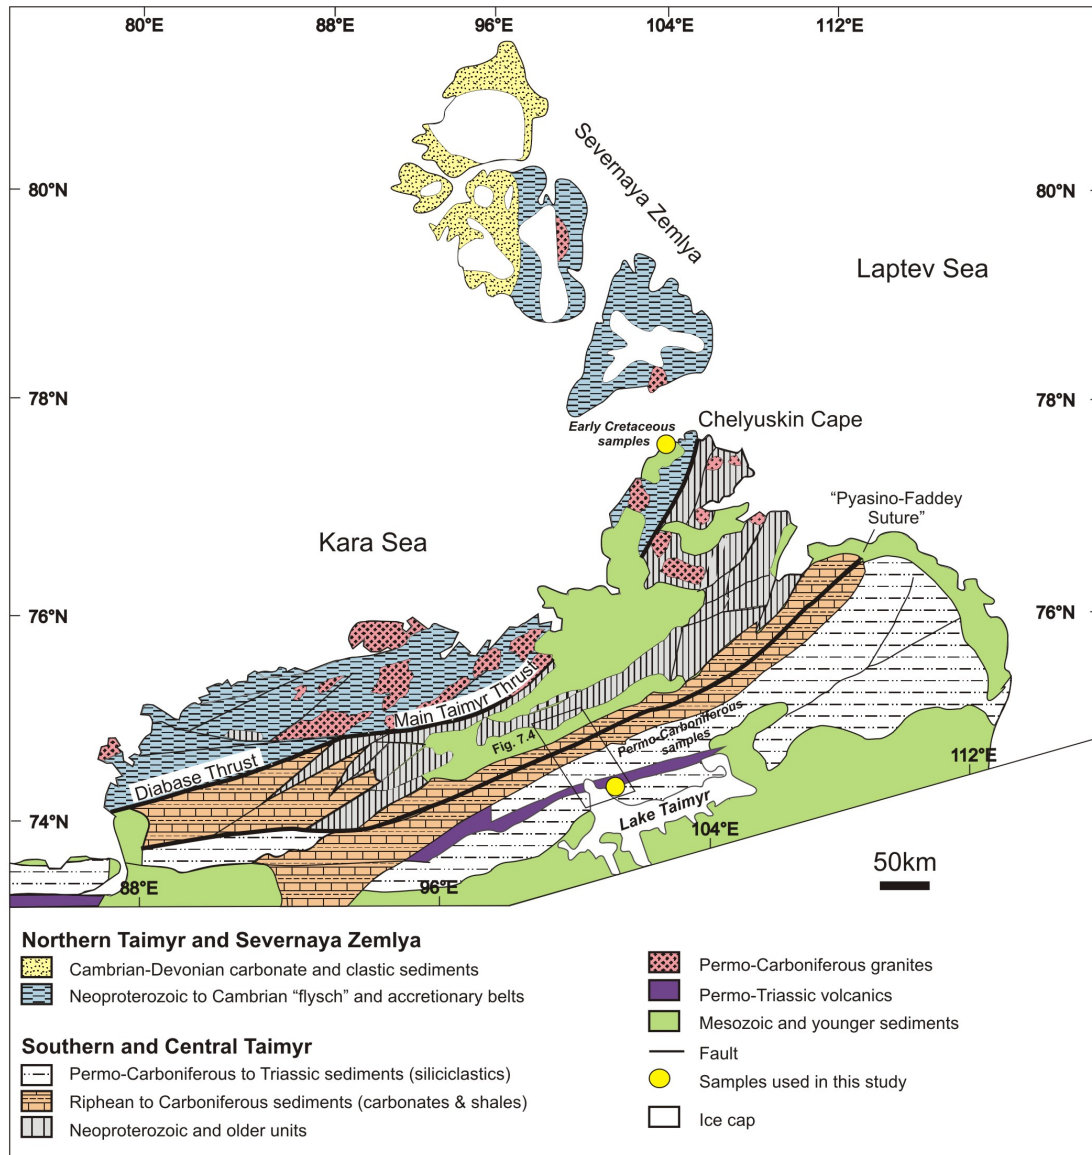 80°E 88°E 96°E 104°E 112°E
Severnaya Zemlya
80°N 80°N
Laptev Sea
78°N 78°N
Early Cretaceous
samples
Chelyuskin Cape
“Pyasino-Faddey
Suture”
Kara Sea
76°N 76°N
Main Taimyr Thrust
Fig. 7.4
Permo-Carboniferous
samples
Diabase Thrust
112°E
74°N
Lake Taimyr
104°E
50km
88°E 96°E
Northern Taimyr and Severnaya Zemlya
Cambrian-Devonian carbonate and clastic sediments
Neoproterozoic to Cambrian “flysch” and accretionary belts
Southern and Central Taimyr
Permo-Carboniferous to Triassic sediments (siliciclastics)
Riphean to Carboniferous sediments (carbonates & shales)
Neoproterozoic and older units
Permo-Carboniferous granites
Permo-Triassic volcanics
Mesozoic and younger sediments
Fault
Samples used in this study
Ice cap